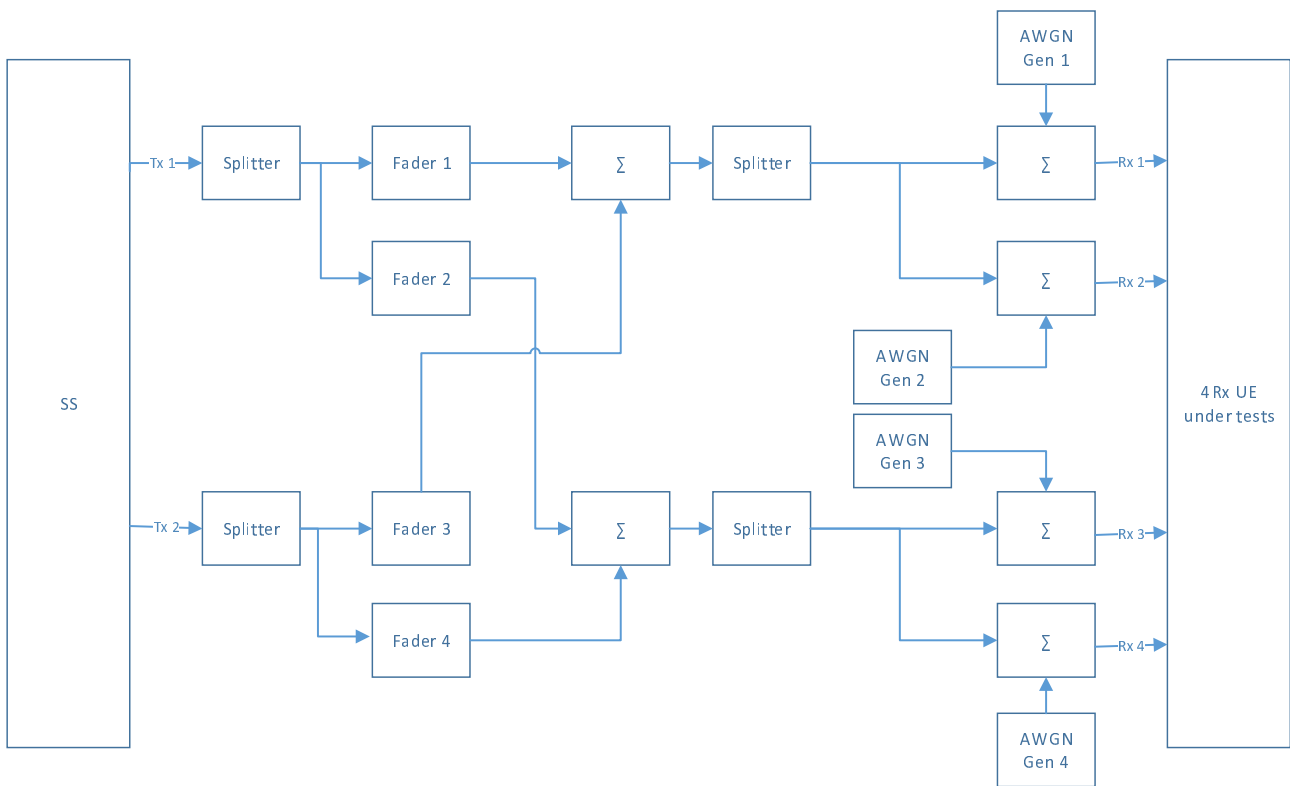 AWGN
Gen 1
Tx 1
Splitter
Fader 1
∑
Splitter
∑
Rx 1
Fader 2
∑
Rx 2
AWGN
Gen 2
SS
4 Rx UE
under tests
AWGN
Gen 3
Tx 2
Splitter
Fader 3
∑
Splitter
∑
Rx 3
Fader 4
∑
Rx 4
AWGN
Gen 4